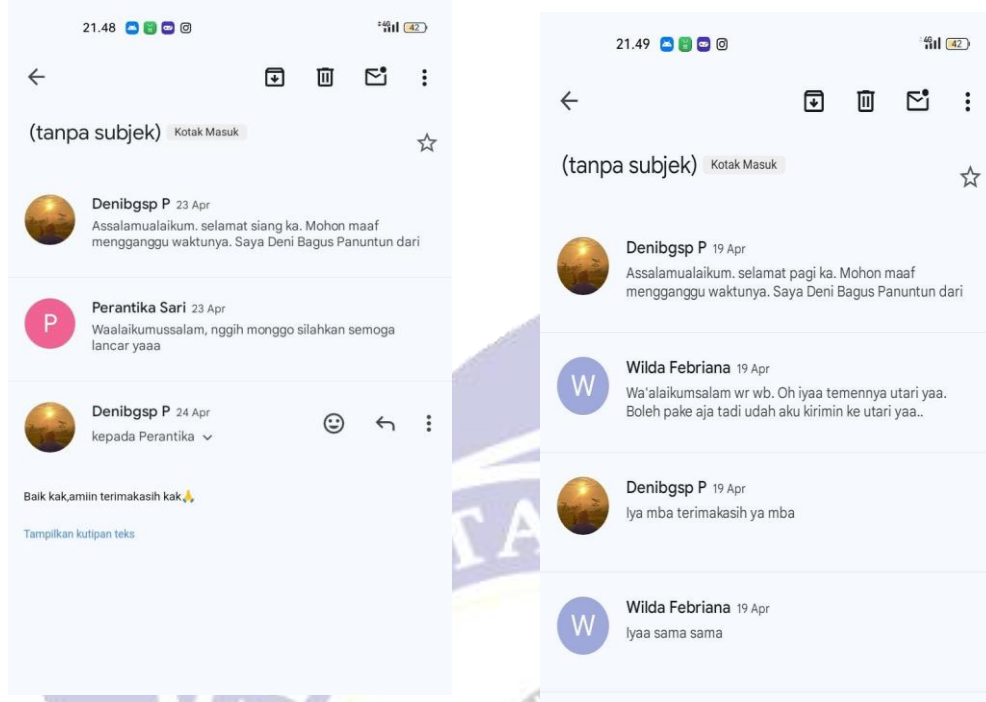 21.48
4G
42
(tanpa subjek) Kotak Masuk
Denibgsp P 23 Apr
Assalamualaikum. selamat siang ka. Mohon maaf
mengganggu waktunya. Saya Deni Bagus Panuntun dari
P
Perantika Sari 23 Apr
Waalaikumussalam, nggih monggo silahkan semoga
lancar yaaa
Denibgsp P 24 Apr
kepada Perantika
Baik kak,amiin terimakasih kak🙏
Tampilkan kutipan teks
21.49
4G
42
(tanpa subjek) Kotak Masuk
Denibgsp P 19 Apr
Assalamualaikum. selamat pagi ka. Mohon maaf
mengganggu waktunya. Saya Deni Bagus Panuntun dari
W
Wilda Febriana 19 Apr
Wa'alaikumsalam wr wb. Oh iyaa temennya utari yaa.
Boleh pake aja tadi udah aku kirimin ke utari yaa..
Denibgsp P 19 Apr
Iya mba terimakasih ya mba
W
Wilda Febriana 19 Apr
Iyaa sama sama